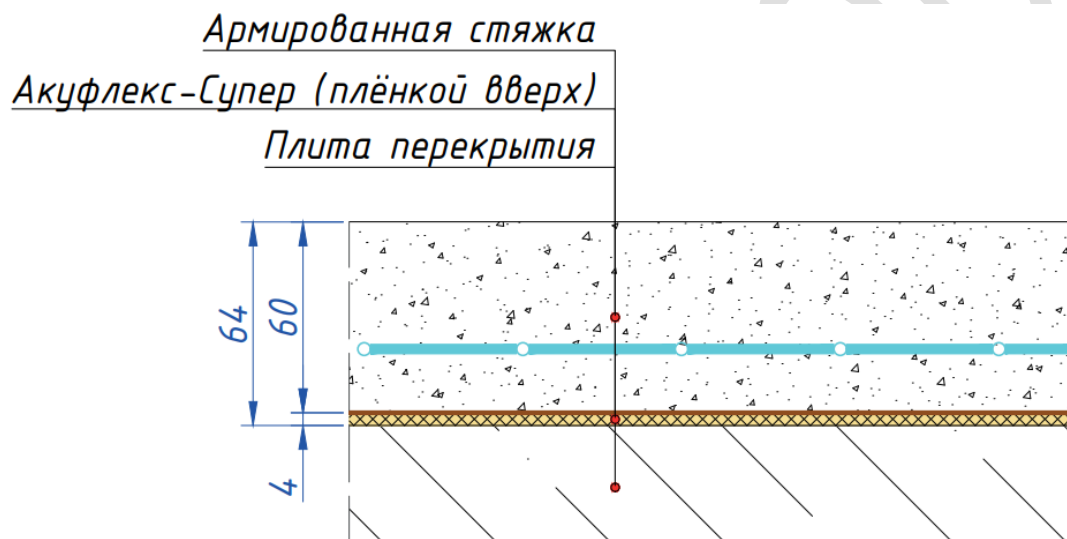 Армированная стяжка
Акуфлекс-Супер (плёнкой вверх)
Плита перекрытия
64
60
4